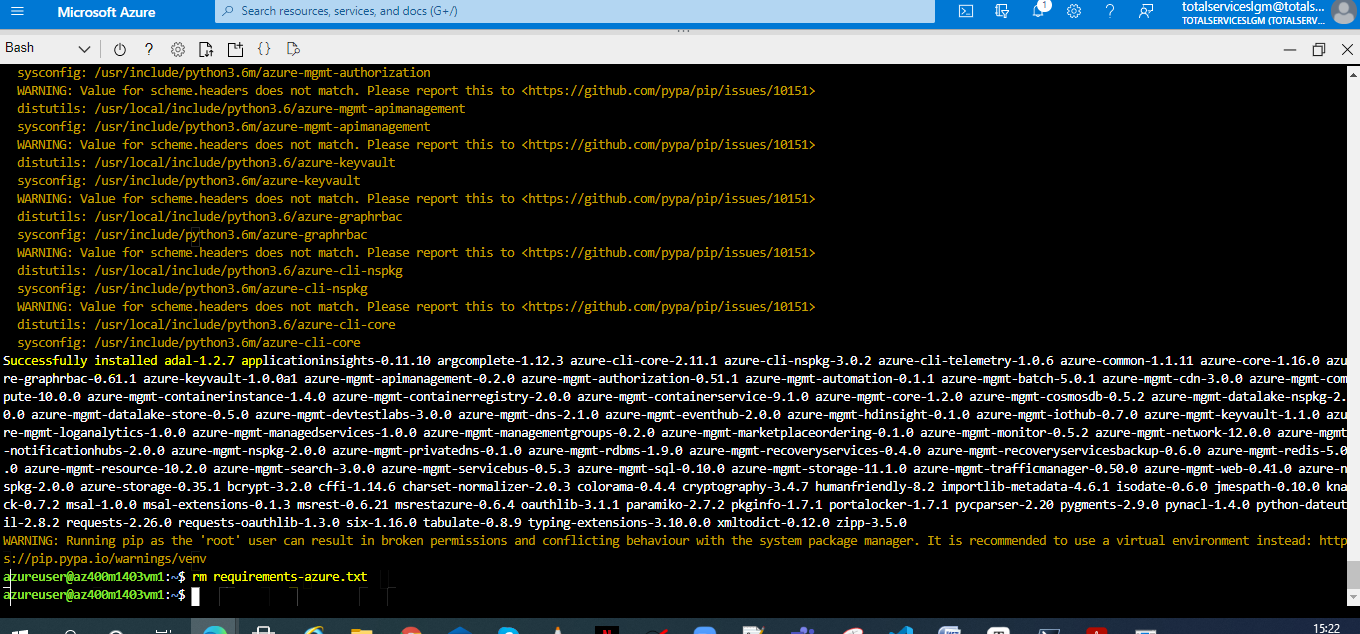 Microsoft Azure
Search resources, services, and docs (G+/)
1
totalserviceslgm@totals...
TOTALSERVICESLGM (TOTALSERV...
Bash
sysconfig: /usr/include/python3.6m/azure-mgmt-authorization
WARNING: Value for scheme.headers does not match. Please report this to <https://github.com/pypa/pip/issues/10151>
distutils: /usr/local/include/python3.6/azure-mgmt-apimanagement
sysconfig: /usr/include/python3.6m/azure-mgmt-apimanagement
WARNING: Value for scheme.headers does not match. Please report this to <https://github.com/pypa/pip/issues/10151>
distutils: /usr/local/include/python3.6/azure-keyvault
sysconfig: /usr/include/python3.6m/azure-keyvault
WARNING: Value for scheme.headers does not match. Please report this to <https://github.com/pypa/pip/issues/10151>
distutils: /usr/local/include/python3.6/azure-graphrbac
sysconfig: /usr/include/python3.6m/azure-graphrbac
WARNING: Value for scheme.headers does not match. Please report this to <https://github.com/pypa/pip/issues/10151>
distutils: /usr/local/include/python3.6/azure-cli-nspkg
sysconfig: /usr/include/python3.6m/azure-cli-nspkg
WARNING: Value for scheme.headers does not match. Please report this to <https://github.com/pypa/pip/issues/10151>
distutils: /usr/local/include/python3.6/azure-cli-core
sysconfig: /usr/include/python3.6m/azure-cli-core
Successfully installed adal-1.2.7 applicationinsights-0.11.10 argcomplete-1.12.3 azure-cli-core-2.11.1 azure-cli-nspkg-3.0.2 azure-cli-telemetry-1.0.6 azure-common-1.1.11 azure-core-1.16.0 azu
re-graphrbac-0.61.1 azure-keyvault-1.0.0a1 azure-mgmt-apimanagement-0.2.0 azure-mgmt-authorization-0.51.1 azure-mgmt-automation-0.1.1 azure-mgmt-batch-5.0.1 azure-mgmt-cdn-3.0.0 azure-mgmt-com
pute-10.0.0 azure-mgmt-containerinstance-1.4.0 azure-mgmt-containerregistry-2.0.0 azure-mgmt-containerservice-9.1.0 azure-mgmt-core-1.2.0 azure-mgmt-cosmosdb-0.5.2 azure-mgmt-datalake-nspkg-2.
0.0 azure-mgmt-datalake-store-0.5.0 azure-mgmt-devtestlabs-3.0.0 azure-mgmt-dns-2.1.0 azure-mgmt-eventhub-2.0.0 azure-mgmt-hdinsight-0.1.0 azure-mgmt-iothub-0.7.0 azure-mgmt-keyvault-1.1.0 azu
re-mgmt-loganalytics-1.0.0 azure-mgmt-managedservices-1.0.0 azure-mgmt-managementgroups-0.2.0 azure-mgmt-marketplaceordering-0.1.0 azure-mgmt-monitor-0.5.2 azure-mgmt-network-12.0.0 azure-mgmt
-notificationhubs-2.0.0 azure-mgmt-nspkg-2.0.0 azure-mgmt-privatedns-0.1.0 azure-mgmt-rdbms-1.9.0 azure-mgmt-recoveryservices-0.4.0 azure-mgmt-recoveryservicesbackup-0.6.0 azure-mgmt-redis-5.0
.0 azure-mgmt-resource-10.2.0 azure-mgmt-search-3.0.0 azure-mgmt-servicebus-0.5.3 azure-mgmt-sql-0.10.0 azure-mgmt-storage-11.1.0 azure-mgmt-trafficmanager-0.50.0 azure-mgmt-web-0.41.0 azure-n
spkg-2.0.0 azure-storage-0.35.1 bcrypt-3.2.0 cffi-1.14.6 charset-normalizer-2.0.3 colorama-0.4.4 cryptography-3.4.7 humanfriendly-8.2 importlib-metadata-4.6.1 isodate-0.6.0 jmespath-0.10.0 kna
ck-0.7.2 msal-1.0.0 msal-extensions-0.1.3 msrest-0.6.21 msrestazure-0.6.4 oauthlib-3.1.1 paramiko-2.7.2 pkginfo-1.7.1 portalocker-1.7.1 pycparser-2.20 pygments-2.9.0 pynacl-1.4.0 python-dateut
il-2.8.2 requests-2.26.0 requests-oauthlib-1.3.0 six-1.16.0 tabulate-0.8.9 typing-extensions-3.10.0.0 xmltodict-0.12.0 zipp-3.5.0
WARNING: Running pip as the 'root' user can result in broken permissions and conflicting behaviour with the system package manager. It is recommended to use a virtual environment instead: http
s://pip.pypa.io/warnings/venv
azureuser@az400m1403vm1:~$ rm requirements-azure.txt
azureuser@az400m1403vm1:~$
15:22